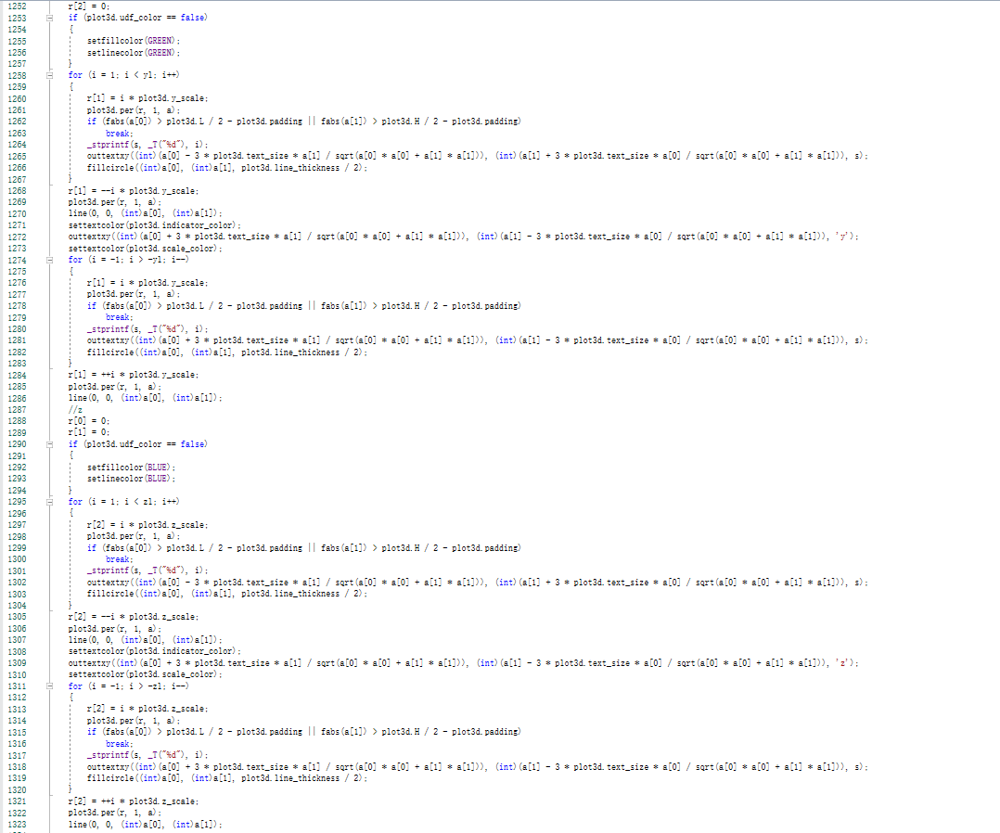 1252 r[2] = 0;
1253 if (plot3d.udf_color == false)
1254 {
1255 setfillcolor(GREEN);
1256 setlinecolor(GREEN);
1257 }
1258 for (i = 1; i < yl; i++)
1259 {
1260 r[1] = i * plot3d.y_scale;
1261 plot3d.per(r, 1, a);
1262 if (fabs(a[0]) > plot3d.L / 2 - plot3d.padding || fabs(a[1]) > plot3d.H / 2 - plot3d.padding)
1263 break;
1264 _stprintf(s, _T("%d"), i);
1265 outtextxy((int)(a[0] - 3 * plot3d.text_size * a[1] / sqrt(a[0] * a[0] + a[1] * a[1])), (int)(a[1] + 3 * plot3d.text_size * a[0] / sqrt(a[0] * a[0] + a[1] * a[1])), s);
1266 fillcircle((int)a[0], (int)a[1], plot3d.line_thickness / 2);
1267 }
1268 r[1] = --i * plot3d.y_scale;
1269 plot3d.per(r, 1, a);
1270 line(0, 0, (int)a[0], (int)a[1]);
1271 settextcolor(plot3d.indicator_color);
1272 outtextxy((int)(a[0] + 3 * plot3d.text_size * a[1] / sqrt(a[0] * a[0] + a[1] * a[1])), (int)(a[1] - 3 * plot3d.text_size * a[0] / sqrt(a[0] * a[0] + a[1] * a[1])), 'y');
1273 settextcolor(plot3d.scale_color);
1274 for (i = -1; i > -yl; i--)
1275 {
1276 r[1] = i * plot3d.y_scale;
1277 plot3d.per(r, 1, a);
1278 if (fabs(a[0]) > plot3d.L / 2 - plot3d.padding || fabs(a[1]) > plot3d.H / 2 - plot3d.padding)
1279 break;
1280 _stprintf(s, _T("%d"), i);
1281 outtextxy((int)(a[0] + 3 * plot3d.text_size * a[1] / sqrt(a[0] * a[0] + a[1] * a[1])), (int)(a[1] - 3 * plot3d.text_size * a[0] / sqrt(a[0] * a[0] + a[1] * a[1])), s);
1282 fillcircle((int)a[0], (int)a[1], plot3d.line_thickness / 2);
1283 }
1284 r[1] = ++i * plot3d.y_scale;
1285 plot3d.per(r, 1, a);
1286 line(0, 0, (int)a[0], (int)a[1]);
1287 //z
1288 r[0] = 0;
1289 r[1] = 0;
1290 if (plot3d.udf_color == false)
1291 {
1292 setfillcolor(BLUE);
1293 setlinecolor(BLUE);
1294 }
1295 for (i = 1; i < zl; i++)
1296 {
1297 r[2] = i * plot3d.z_scale;
1298 plot3d.per(r, 1, a);
1299 if (fabs(a[0]) > plot3d.L / 2 - plot3d.padding || fabs(a[1]) > plot3d.H / 2 - plot3d.padding)
1300 break;
1301 _stprintf(s, _T("%d"), i);
1302 outtextxy((int)(a[0] - 3 * plot3d.text_size * a[1] / sqrt(a[0] * a[0] + a[1] * a[1])), (int)(a[1] + 3 * plot3d.text_size * a[0] / sqrt(a[0] * a[0] + a[1] * a[1])), s);
1303 fillcircle((int)a[0], (int)a[1], plot3d.line_thickness / 2);
1304 }
1305 r[2] = --i * plot3d.z_scale;
1306 plot3d.per(r, 1, a);
1307 line(0, 0, (int)a[0], (int)a[1]);
1308 settextcolor(plot3d.indicator_color);
1309 outtextxy((int)(a[0] + 3 * plot3d.text_size * a[1] / sqrt(a[0] * a[0] + a[1] * a[1])), (int)(a[1] - 3 * plot3d.text_size * a[0] / sqrt(a[0] * a[0] + a[1] * a[1])), 'z');
1310 settextcolor(plot3d.scale_color);
1311 for (i = -1; i > -zl; i--)
1312 {
1313 r[2] = i * plot3d.z_scale;
1314 plot3d.per(r, 1, a);
1315 if (fabs(a[0]) > plot3d.L / 2 - plot3d.padding || fabs(a[1]) > plot3d.H / 2 - plot3d.padding)
1316 break;
1317 _stprintf(s, _T("%d"), i);
1318 outtextxy((int)(a[0] + 3 * plot3d.text_size * a[1] / sqrt(a[0] * a[0] + a[1] * a[1])), (int)(a[1] - 3 * plot3d.text_size * a[0] / sqrt(a[0] * a[0] + a[1] * a[1])), s);
1319 fillcircle((int)a[0], (int)a[1], plot3d.line_thickness / 2);
1320 }
1321 r[2] = ++i * plot3d.z_scale;
1322 plot3d.per(r, 1, a);
1323 line(0, 0, (int)a[0], (int)a[1]);